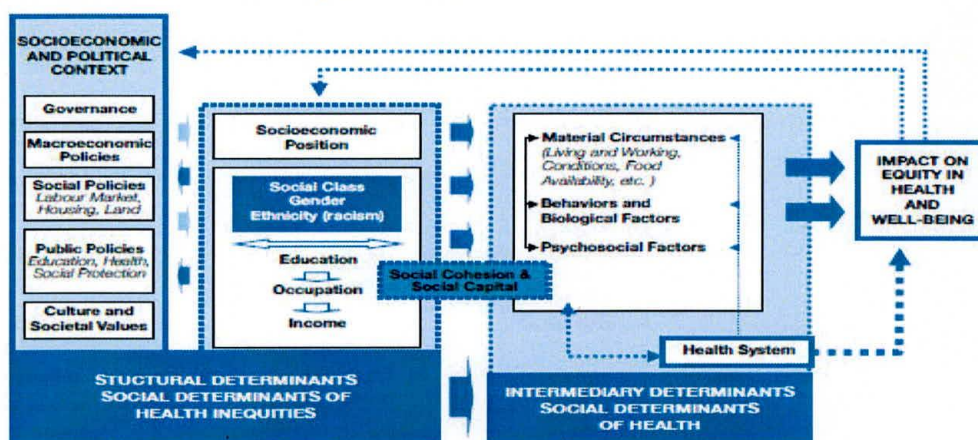 SOCIOECONOMIC
AND POLITICAL
CONTEXT
Governance
Macroeconomic
Policies
Social Policies
Labour Market,
Housing, Land
Public Policies
Education, Health,
Social Protection
Culture and
Societal Values
Socioeconomic
Position
Social Class
Gender
Ethnicity (racism)
Education
Occupation
Income
Social Cohesion &
Social Capital
Material Circumstances
(Living and Working,
Conditions, Food
Availability, etc. )
Behaviors and
Biological Factors
Psychosocial Factors
Health System
IMPACT ON
EQUITY IN
HEALTH
AND
WELL-BEING
STUCTURAL DETERMINANTS
SOCIAL DETERMINANTS OF
HEALTH INEQUITIES
INTERMEDIARY DETERMINANTS
SOCIAL DETERMINANTS
OF HEALTH